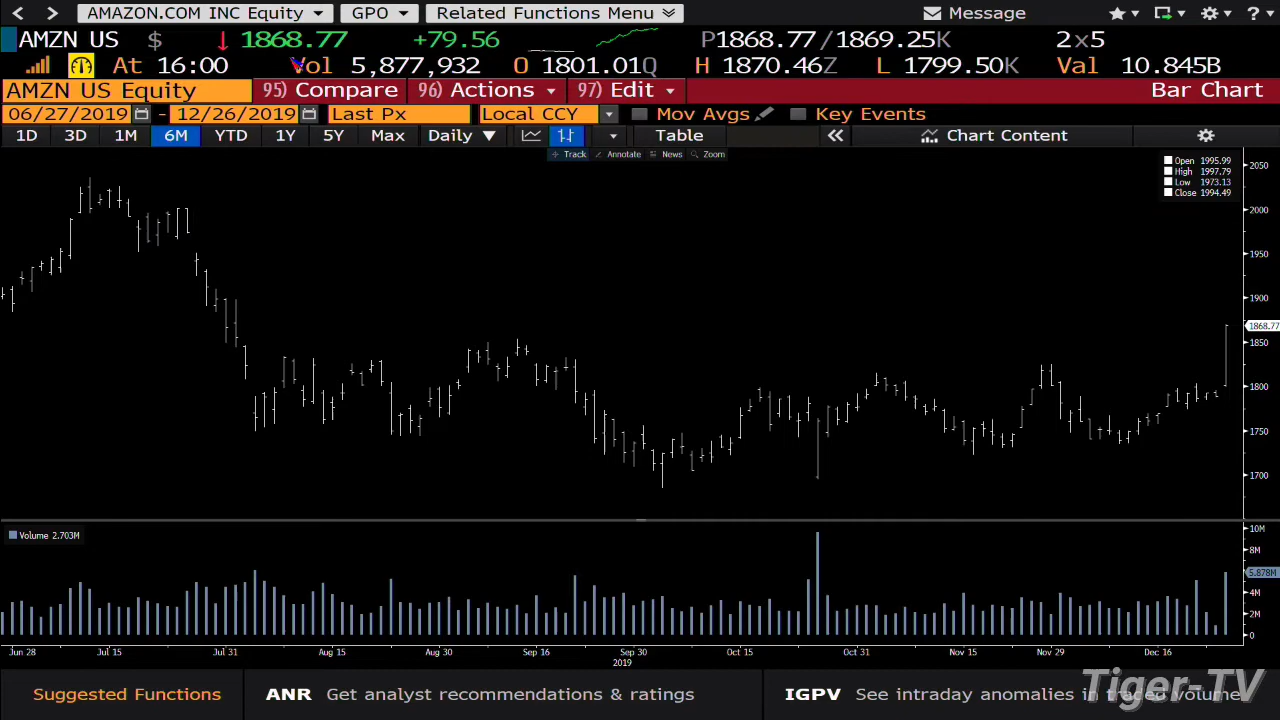 AMAZON.COM INC Equity GPO Related Functions Menu Message ?
AMZN US $ ↓ 1868.77 +79.56 P1868.77/1869.25K 2x5
At 16:00 Vol 5,877,932 O 1801.01Q H 1870.46Z L 1799.50K Val 10.845B
AMZN US Equity 95) Compare 96) Actions 97) Edit Bar Chart
06/27/2019 - 12/26/2019 Last Px Local CCY Mov Avgs Key Events
1D 3D 1M 6M YTD 1Y 5Y Max Daily ▼ Table « Chart Content
Track Annotate News Zoom
Open 1995.99
High 1997.79
Low 1973.13
Close 1994.49
2050
2000
1950
1900
1868.77
1850
1800
1750
1700
Volume 2.703M
10M
8M
5.878M
4M
2M
0
Jun 28 Jul 15 Jul 31 Aug 15 Aug 30 Sep 16 Sep 30 Oct 15 Oct 31 Nov 15 Nov 29 Dec 16
2019
Suggested Functions ANR Get analyst recommendations & ratings IGPV See intraday anomalies in traded volume
Tiger-TV